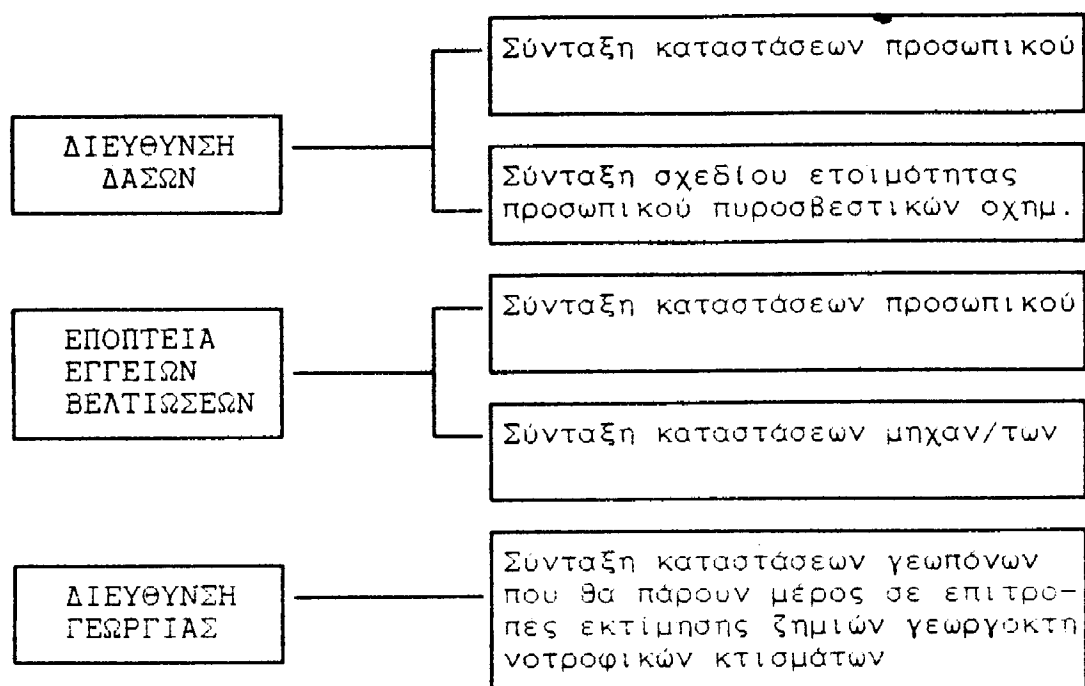 Σύνταξη καταστάσεων προσωπικού
ΔΙΕΥΘΥΝΣΗ
ΔΑΣΩΝ
Σύνταξη σχεδίου ετοιμότητας
προσωπικού πυροσβεστικών οχημ.
ΕΠΟΠΤΕΙΑ
ΕΓΓΕΙΩΝ
ΒΕΛΤΙΩΣΕΩΝ
Σύνταξη καταστάσεων προσωπικού
Σύνταξη καταστάσεων μηχαν/των
ΔΙΕΥΘΥΝΣΗ
ΓΕΩΡΓΙΑΣ
Σύνταξη καταστάσεων γεωπόνων
που θα πάρουν μέρος σε επιτρο-
πες εκτίμησης ζημιών γεωργοκτη
νοτροφικών κτισμάτων